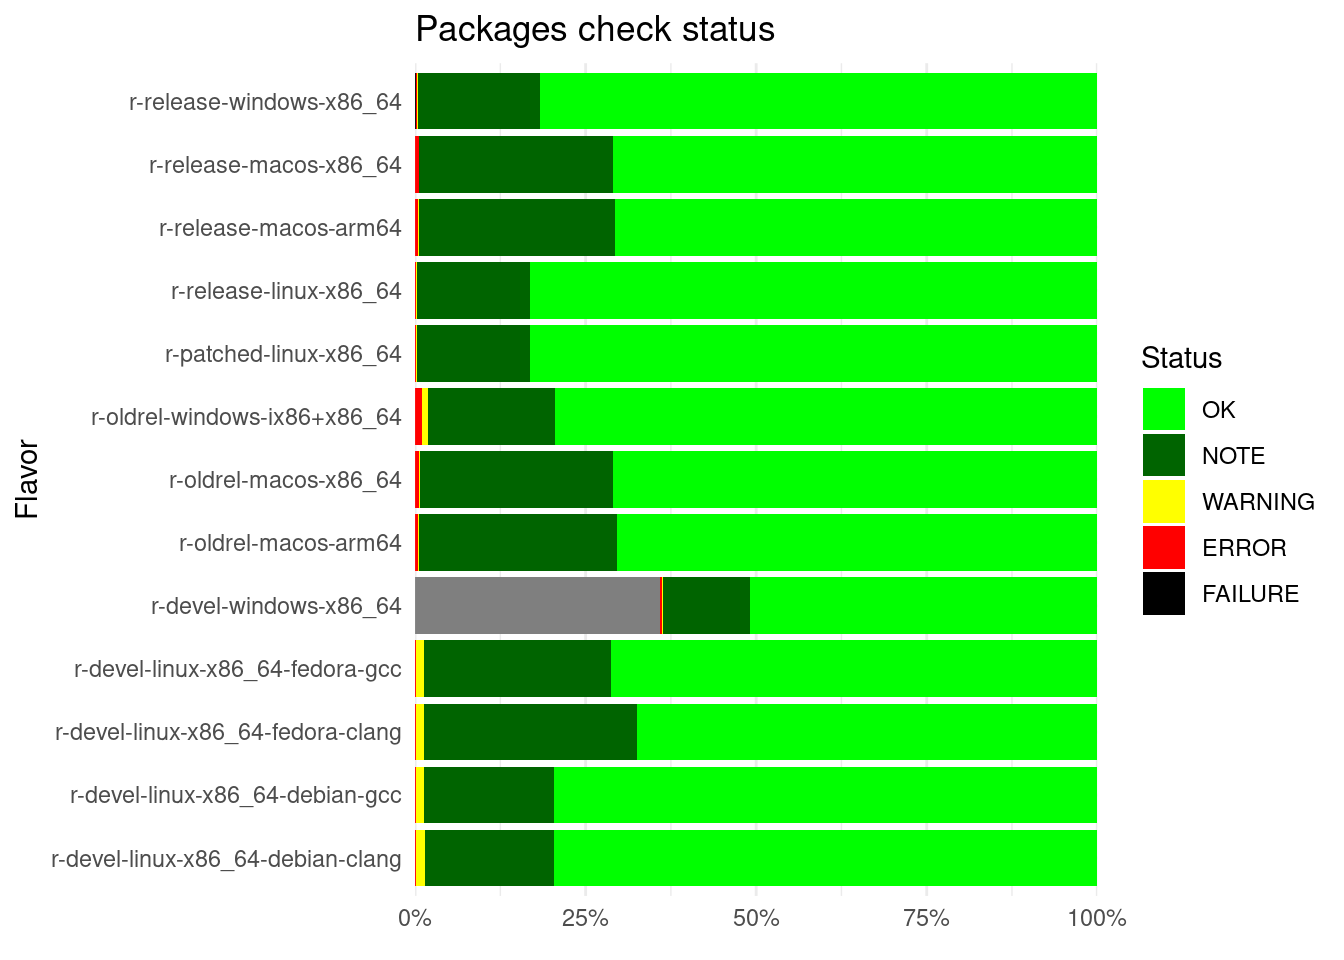 Packages check status
Flavor
r-release-windows-x86_64
r-release-macos-x86_64
r-release-macos-arm64
r-release-linux-x86_64
r-patched-linux-x86_64
r-oldrel-windows-ix86+x86_64
r-oldrel-macos-x86_64
r-oldrel-macos-arm64
r-devel-windows-x86_64
r-devel-linux-x86_64-fedora-gcc
r-devel-linux-x86_64-fedora-clang
r-devel-linux-x86_64-debian-gcc
r-devel-linux-x86_64-debian-clang
0% 25% 50% 75% 100%
Status
OK
NOTE
WARNING
ERROR
FAILURE